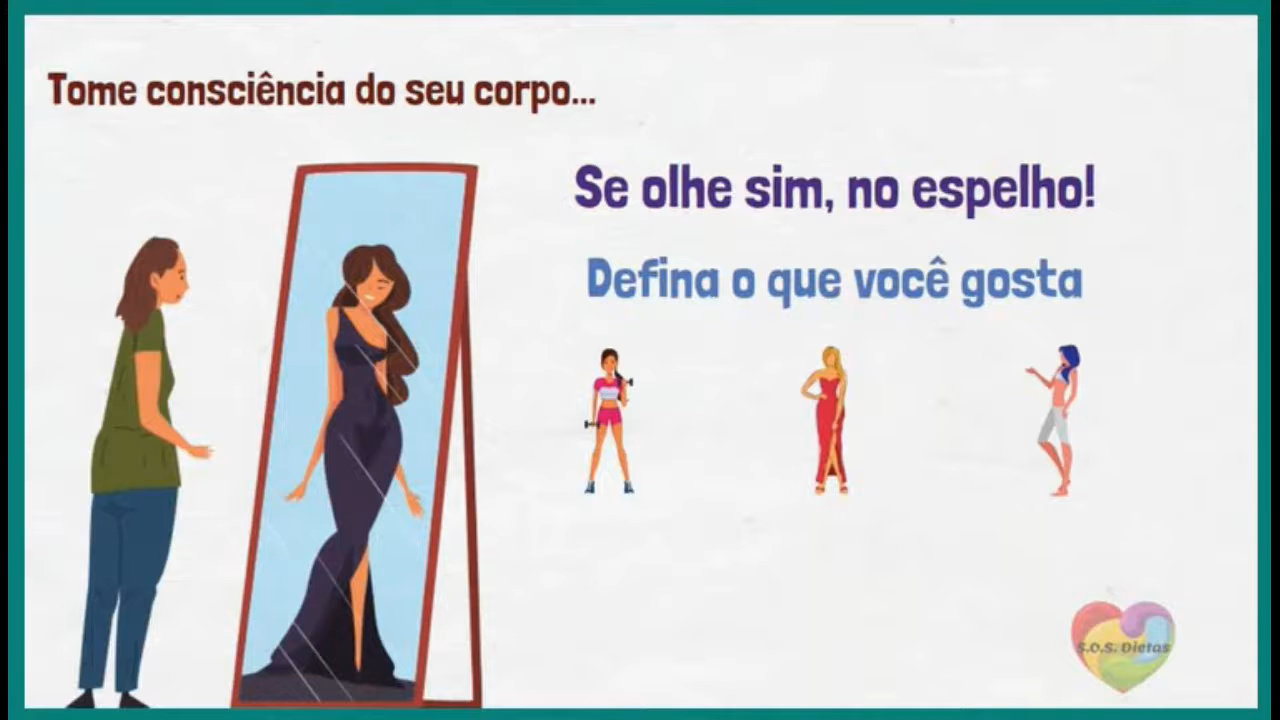 Tome consciência do seu corpo...
Se olhe sim, no espelho!
Defina o que você gosta
S.O.S. Dietas